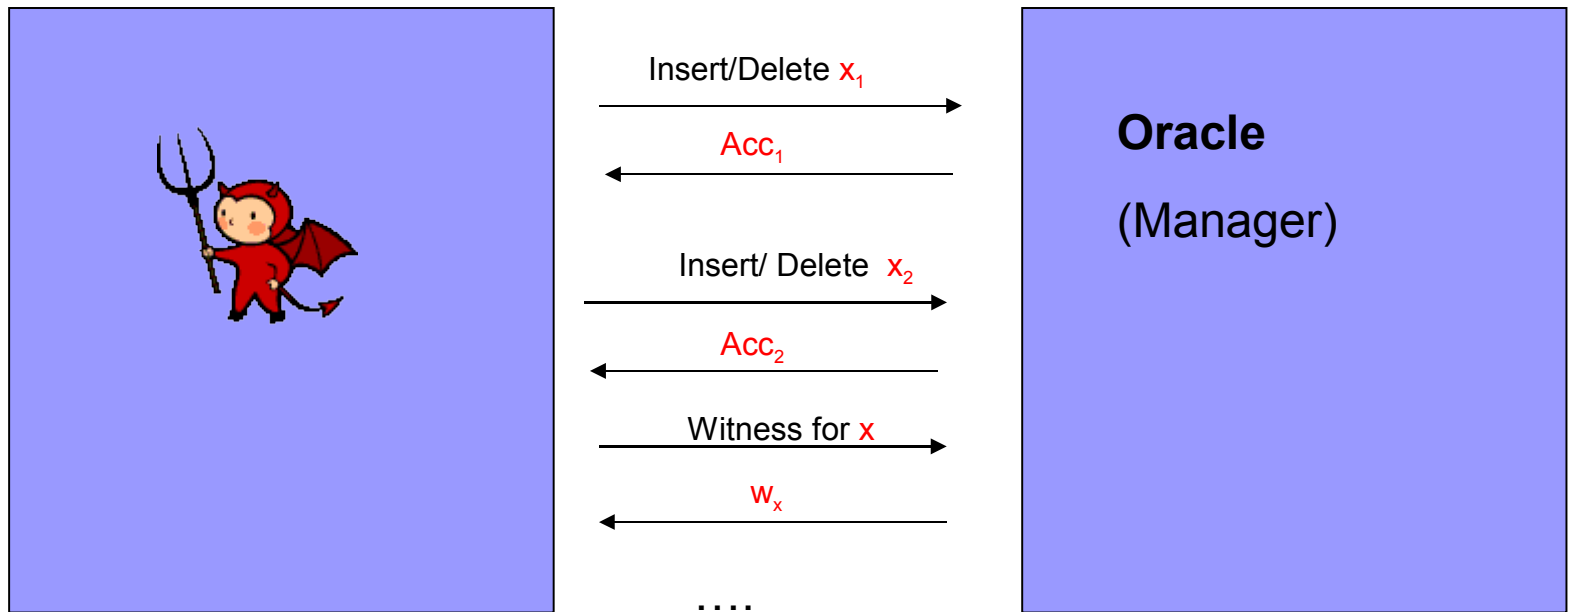 Insert/Delete x₁
Acc₁
Oracle
(Manager)
Insert/ Delete x₂
Acc₂
Witness for x
wₓ
....